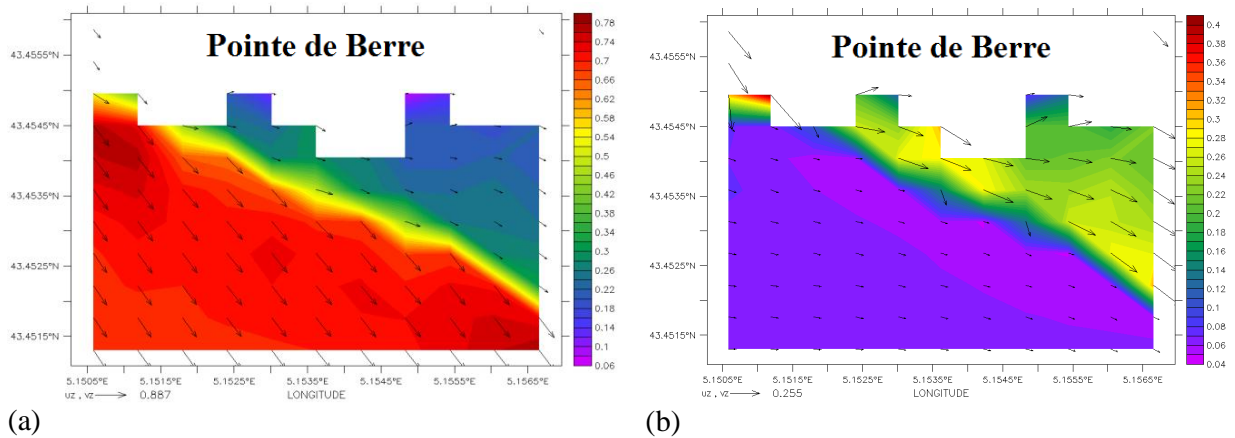 Pointe de Berre
43.4555°N
43.4545°N
43.4535°N
43.4525°N
43.4515°N
5.1505°E 5.1515°E 5.1525°E 5.1535°E 5.1545°E 5.1555°E 5.1565°E
uz , vz 0.887 LONGITUDE
0.78
0.74
0.7
0.66
0.62
0.58
0.54
0.5
0.46
0.42
0.38
0.34
0.3
0.26
0.22
0.18
0.14
0.1
0.06
(a)
Pointe de Berre
43.4555°N
43.4545°N
43.4535°N
43.4525°N
43.4515°N
5.1505°E 5.1515°E 5.1525°E 5.1535°E 5.1545°E 5.1555°E 5.1565°E
uz , vz 0.255 LONGITUDE
0.4
0.38
0.36
0.34
0.32
0.3
0.28
0.26
0.24
0.22
0.2
0.18
0.16
0.14
0.12
0.1
0.08
0.06
0.04
(b)